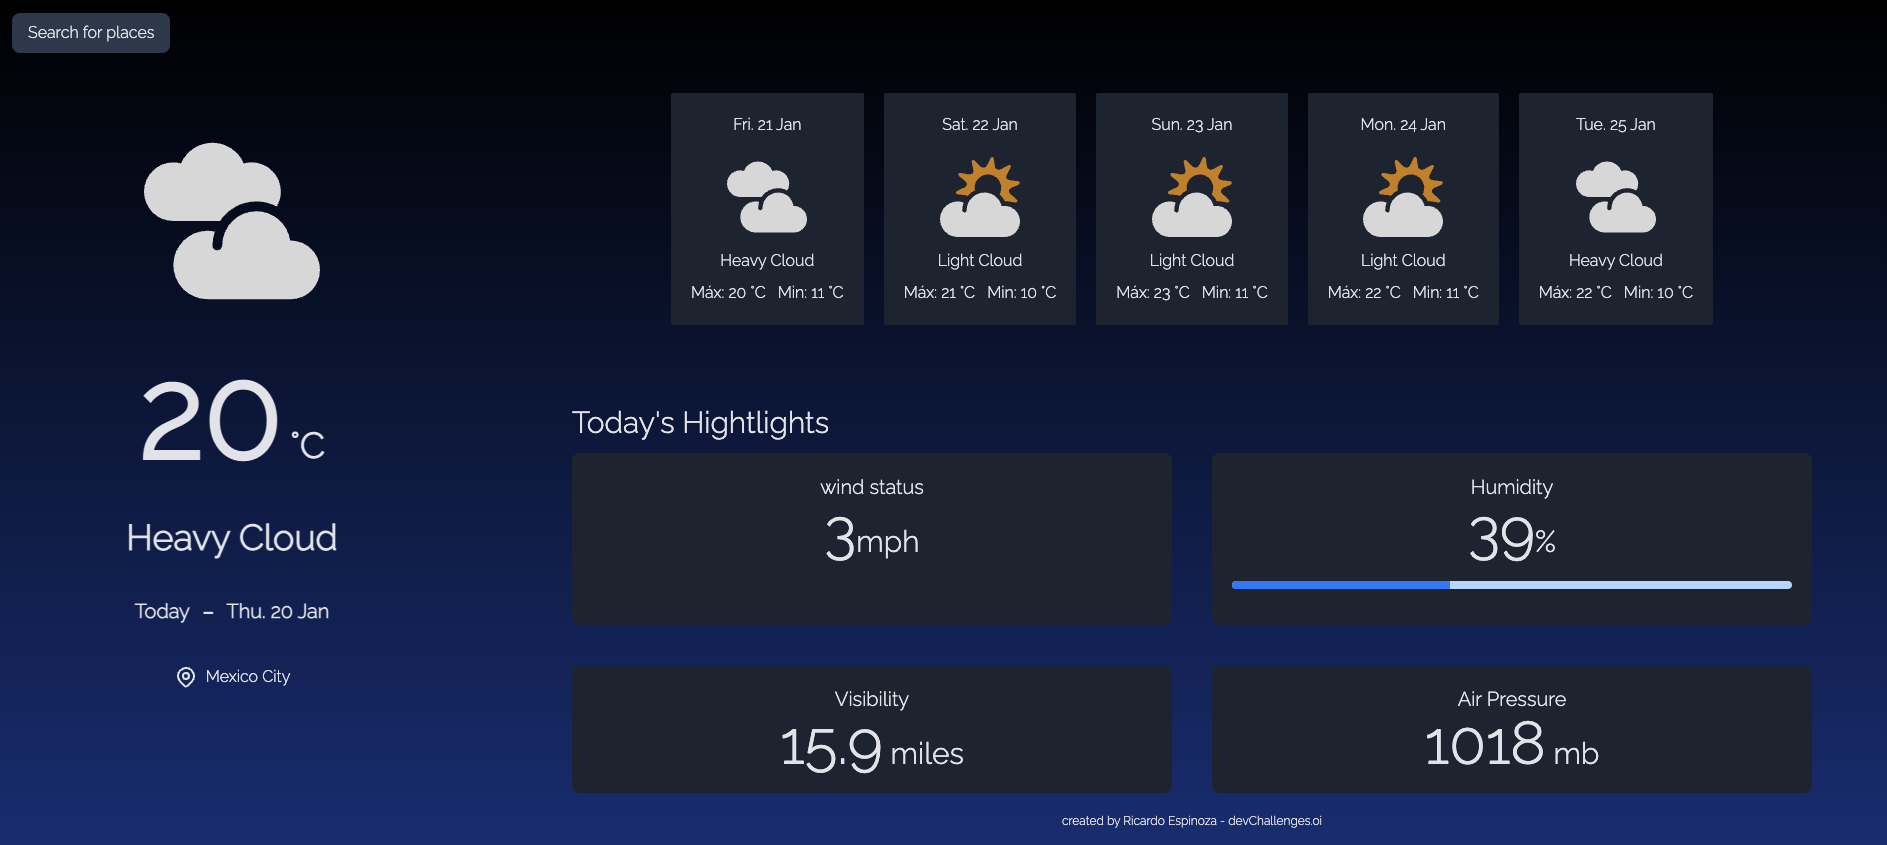 Search for places
20 °C
Heavy Cloud
Today – Thu. 20 Jan
Mexico City
Fri. 21 Jan
Heavy Cloud
Máx: 20 °C Min: 11 °C
Sat. 22 Jan
Light Cloud
Máx: 21 °C Min: 10 °C
Sun. 23 Jan
Light Cloud
Máx: 23 °C Min: 11 °C
Mon. 24 Jan
Light Cloud
Máx: 22 °C Min: 11 °C
Tue. 25 Jan
Heavy Cloud
Máx: 22 °C Min: 10 °C
Today's Hightlights
wind status
3mph
Humidity
39%
Visibility
15.9 miles
Air Pressure
1018 mb
created by Ricardo Espinoza - devChallenges.oi